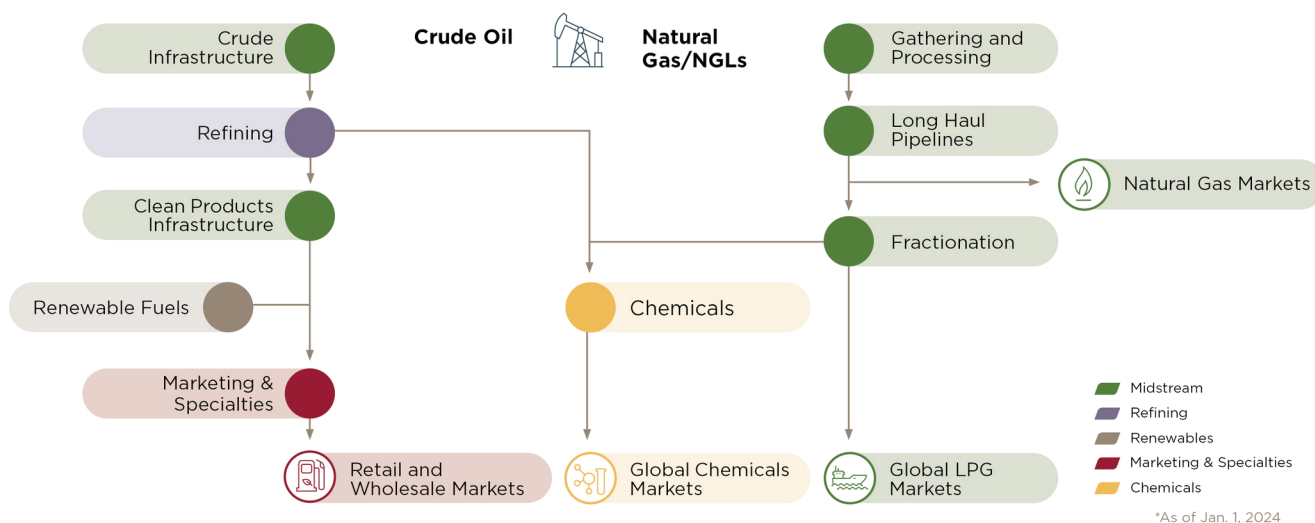 Crude Oil
Natural
Gas/NGLs
Crude
Infrastructure
Refining
Clean Products
Infrastructure
Renewable Fuels
Marketing &
Specialties
Retail and
Wholesale Markets
Chemicals
Global Chemicals
Markets
Gathering and
Processing
Long Haul
Pipelines
Natural Gas Markets
Fractionation
Global LPG
Markets
Midstream
Refining
Renewables
Marketing & Specialties
Chemicals
*As of Jan. 1, 2024